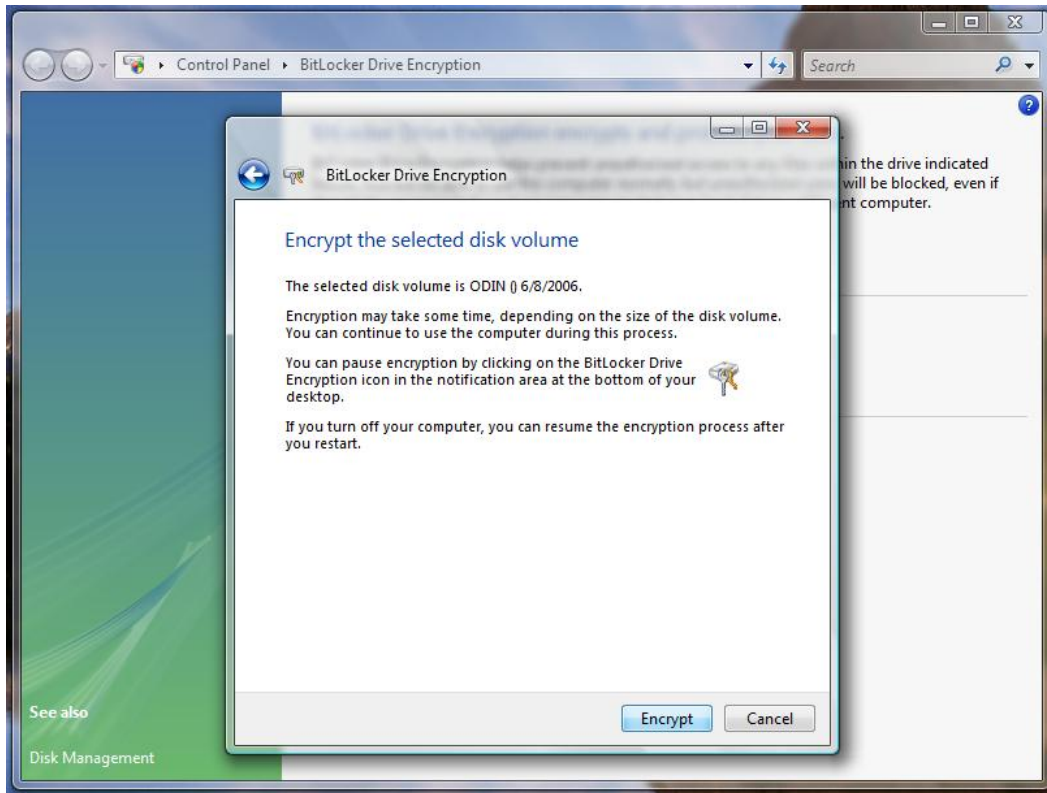 Control Panel ▸ BitLocker Drive Encryption
Search
hin the drive indicated
will be blocked, even if
nt computer.
BitLocker Drive Encryption
Encrypt the selected disk volume
The selected disk volume is ODIN () 6/8/2006.
Encryption may take some time, depending on the size of the disk volume.
You can continue to use the computer during this process.
You can pause encryption by clicking on the BitLocker Drive
Encryption icon in the notification area at the bottom of your
desktop.
If you turn off your computer, you can resume the encryption process after
you restart.
Encrypt
Cancel
See also
Disk Management